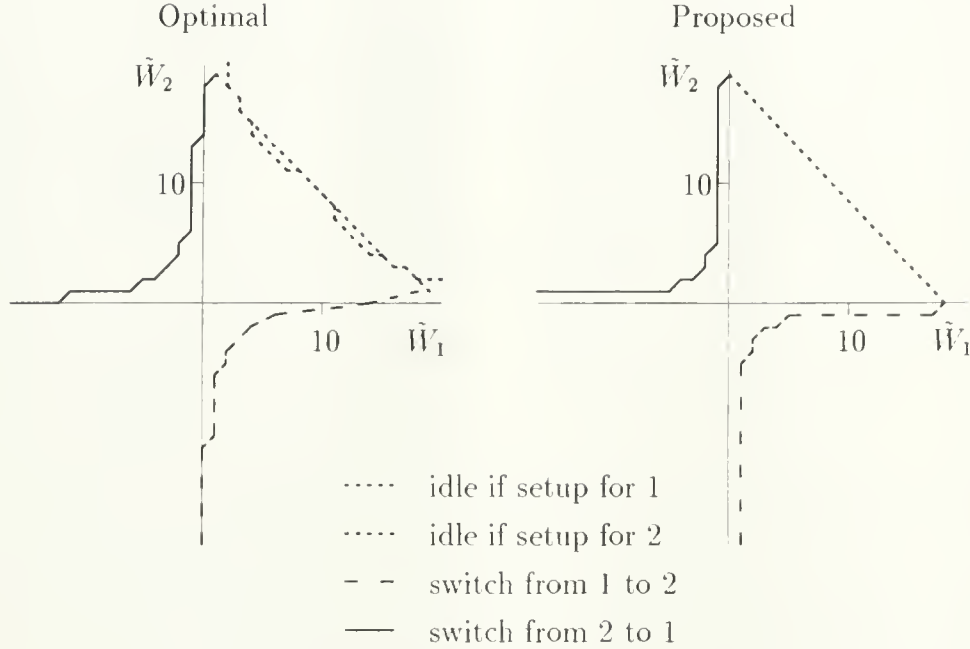 Optimal
Proposed
W̃₂
W̃₂
10
10
10
W̃₁
10
W̃₁
idle if setup for 1
idle if setup for 2
switch from 1 to 2
switch from 2 to 1